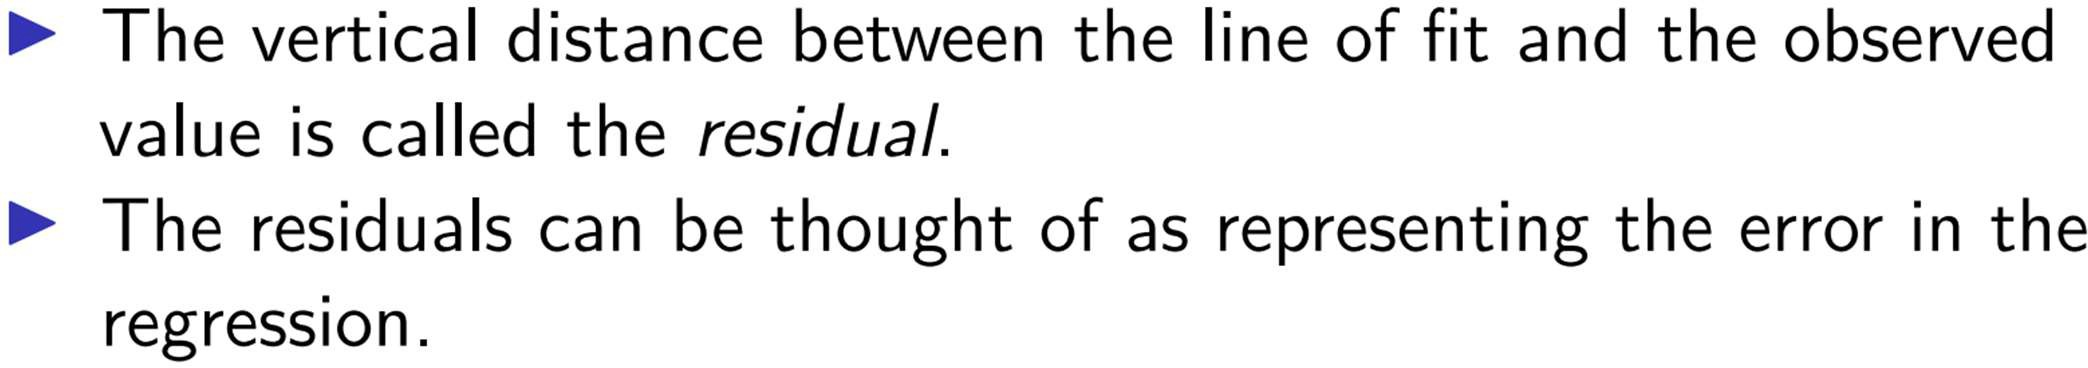 ▶ The vertical distance between the line of fit and the observed
value is called the residual.
▶ The residuals can be thought of as representing the error in the
regression.